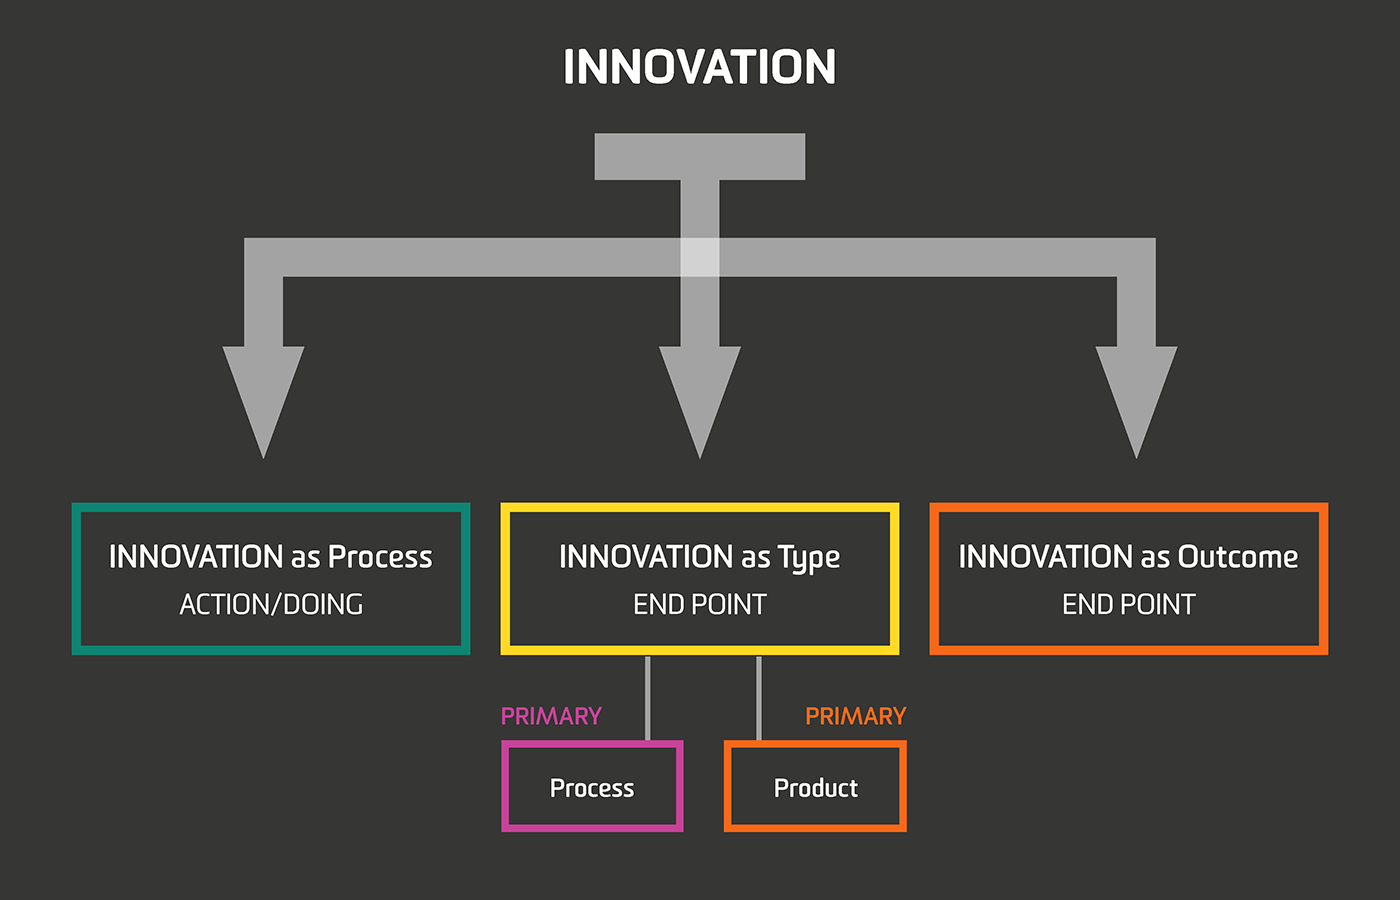 INNOVATION
INNOVATION as Process
ACTION/DOING
INNOVATION as Type
END POINT
INNOVATION as Outcome
END POINT
PRIMARY
Process
PRIMARY
Product